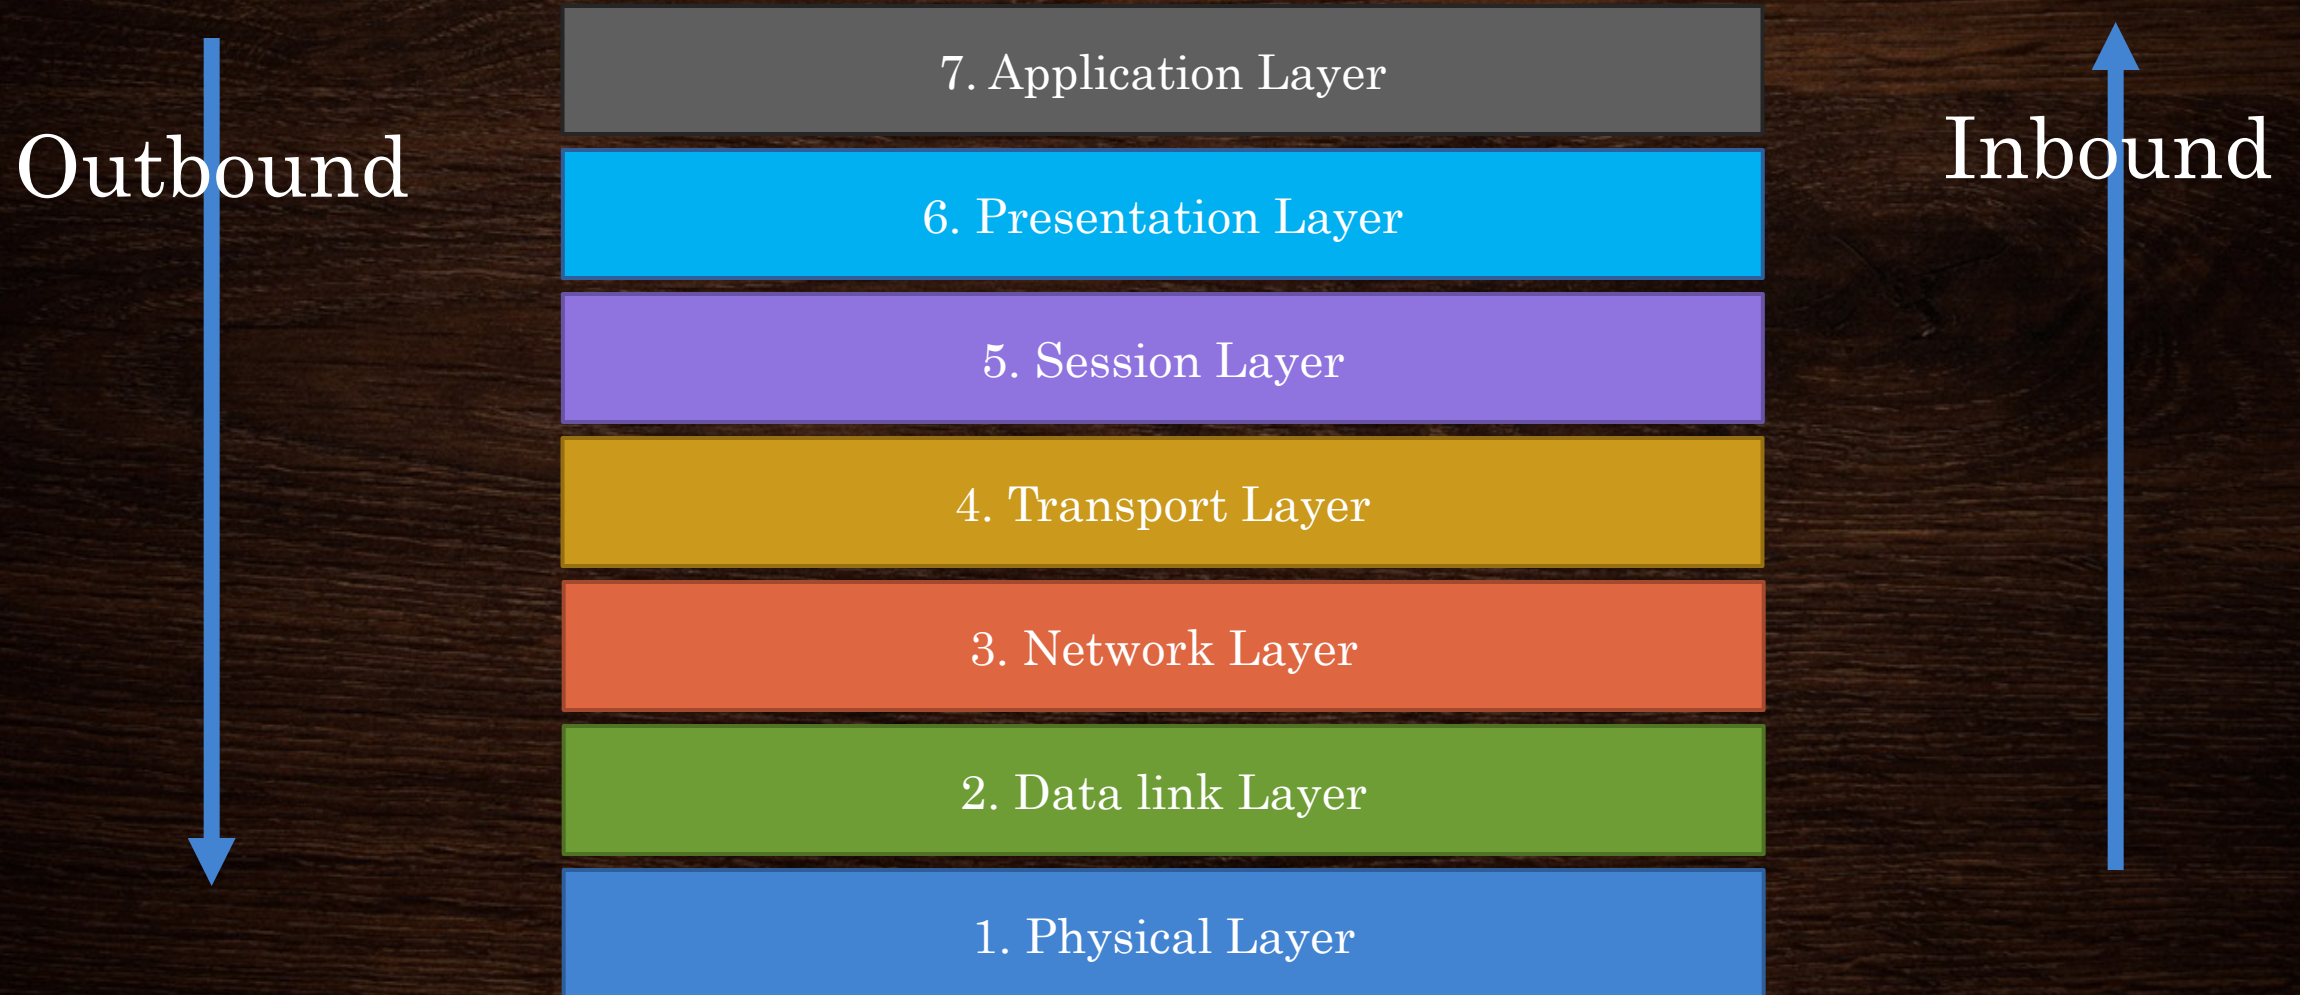 7. Application Layer
Outbound
Inbound
6. Presentation Layer
5. Session Layer
4. Transport Layer
3. Network Layer
2. Data link Layer
1. Physical Layer